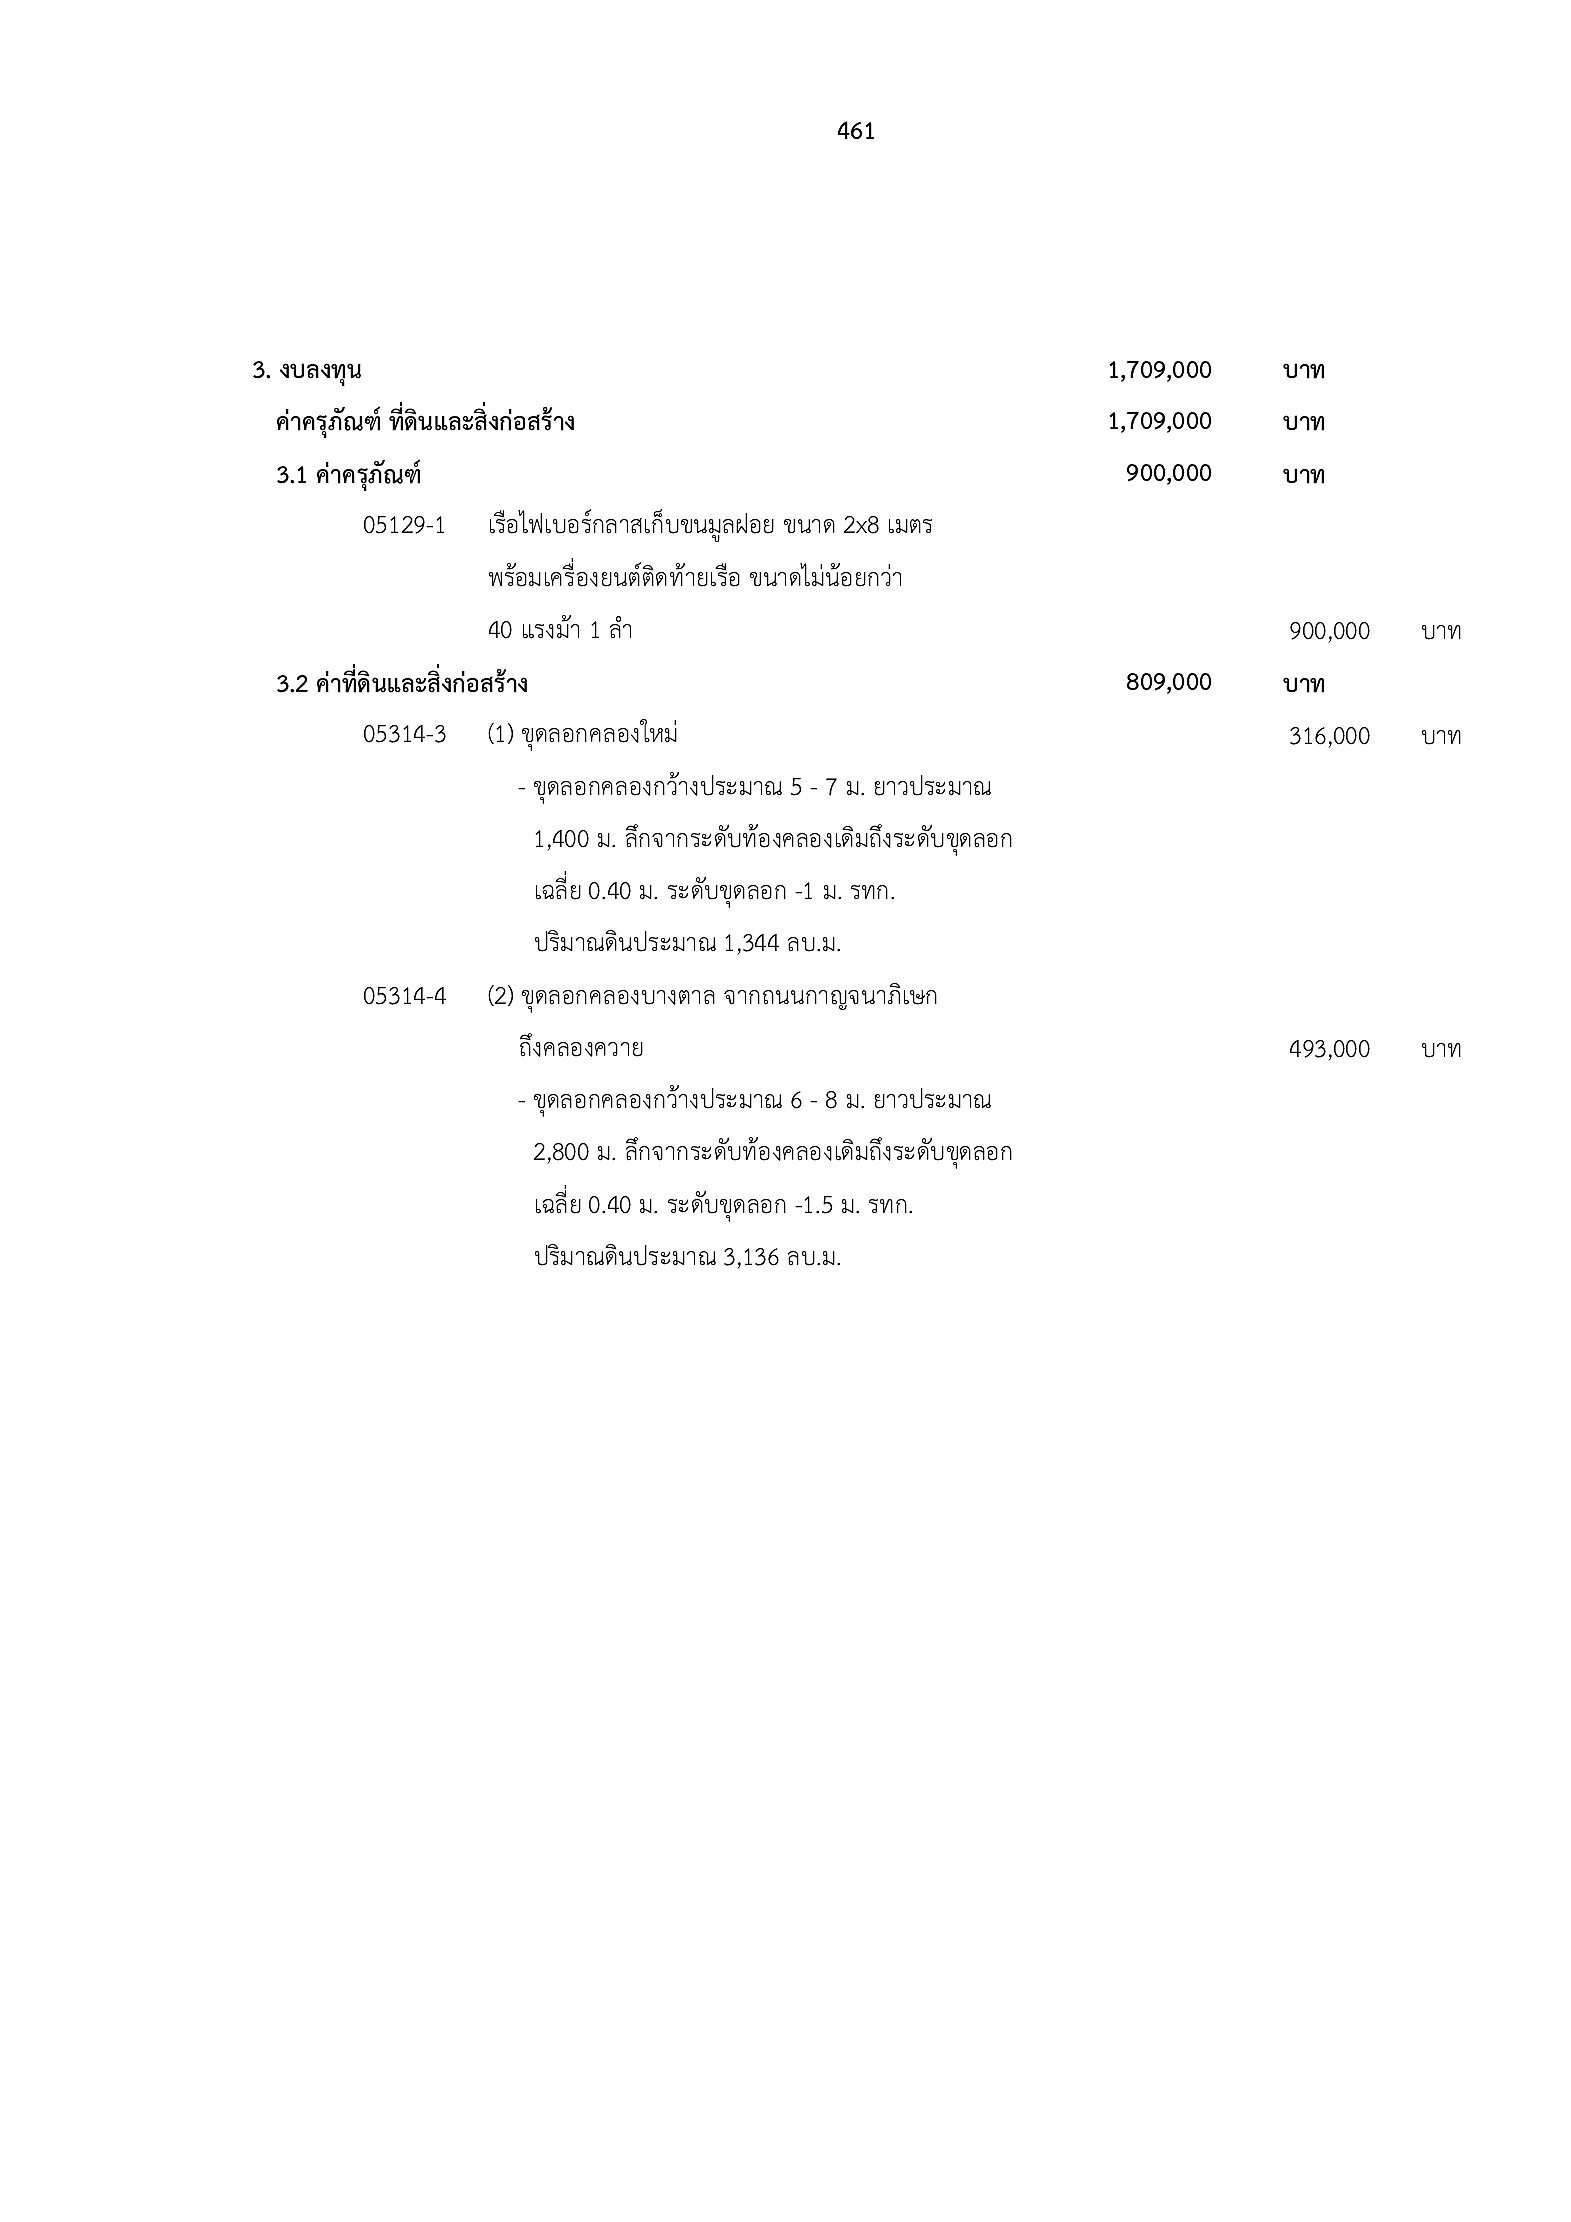 461
3. งบลงทุน 1,709,000 บาท
ค่าครุภัณฑ์ ที่ดินและสิ่งก่อสร้าง 1,709,000 บาท
3.1 ค่าครุภัณฑ์ 900,000 บาท
05129-1 เรือไฟเบอร์กลาสเก็บขนมูลฝอย ขนาด 2x8 เมตร
พร้อมเครื่องยนต์ติดท้ายเรือ ขนาดไม่น้อยกว่า
40 แรงม้า 1 ลำ 900,000 บาท
3.2 ค่าที่ดินและสิ่งก่อสร้าง 809,000 บาท
05314-3 (1) ขุดลอกคลองใหม่ 316,000 บาท
- ขุดลอกคลองกว้างประมาณ 5 - 7 ม. ยาวประมาณ
1,400 ม. ลึกจากระดับท้องคลองเดิมถึงระดับขุดลอก
เฉลี่ย 0.40 ม. ระดับขุดลอก -1 ม. รทก.
ปริมาณดินประมาณ 1,344 ลบ.ม.
05314-4 (2) ขุดลอกคลองบางตาล จากถนนกาญจนาภิเษก
ถึงคลองควาย 493,000 บาท
- ขุดลอกคลองกว้างประมาณ 6 - 8 ม. ยาวประมาณ
2,800 ม. ลึกจากระดับท้องคลองเดิมถึงระดับขุดลอก
เฉลี่ย 0.40 ม. ระดับขุดลอก -1.5 ม. รทก.
ปริมาณดินประมาณ 3,136 ลบ.ม.